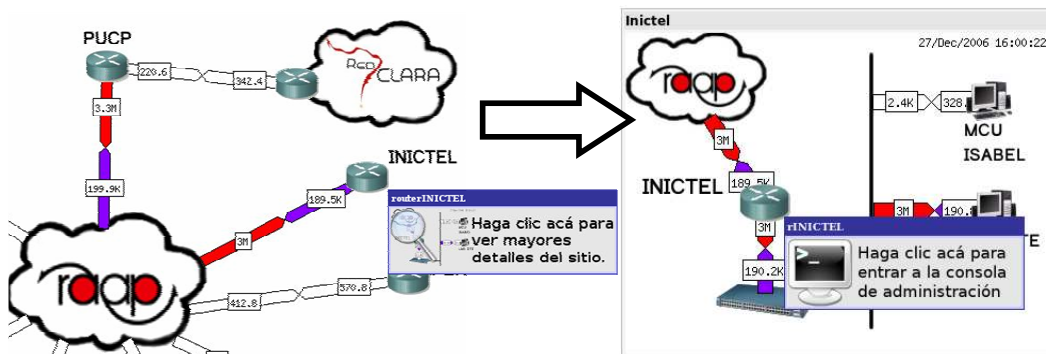 PUCP
220.6
342.4
RED
CLARA
3.3M
199.9K
INICTEL
189.5K
3M
routerINICTEL
Haga clic acá para
ver mayores
detalles del sitio.
raap
412.8
570.8
Inictel
27/Dec/2006 16:00:22
raap
3M
189.5K
INICTEL
3M
190.2K
2.4K
328.
MCU
ISABEL
3M
190.
TE
rINICTEL
>_
Haga clic acá para
entrar a la consola
de administración